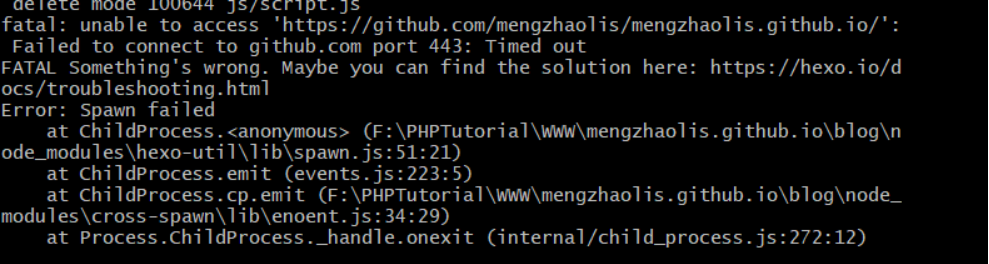 delete mode 100644 js/script.js
fatal: unable to access 'https://github.com/mengzhaolis/mengzhaolis.github.io/':
 Failed to connect to github.com port 443: Timed out
FATAL Something's wrong. Maybe you can find the solution here: https://hexo.io/d
ocs/troubleshooting.html
Error: Spawn failed
    at ChildProcess.<anonymous> (F:\PHPTutorial\WWW\mengzhaolis.github.io\blog\n
ode_modules\hexo-util\lib\spawn.js:51:21)
    at ChildProcess.emit (events.js:223:5)
    at ChildProcess.cp.emit (F:\PHPTutorial\WWW\mengzhaolis.github.io\blog\node_
modules\cross-spawn\lib\enoent.js:34:29)
    at Process.ChildProcess._handle.onexit (internal/child_process.js:272:12)